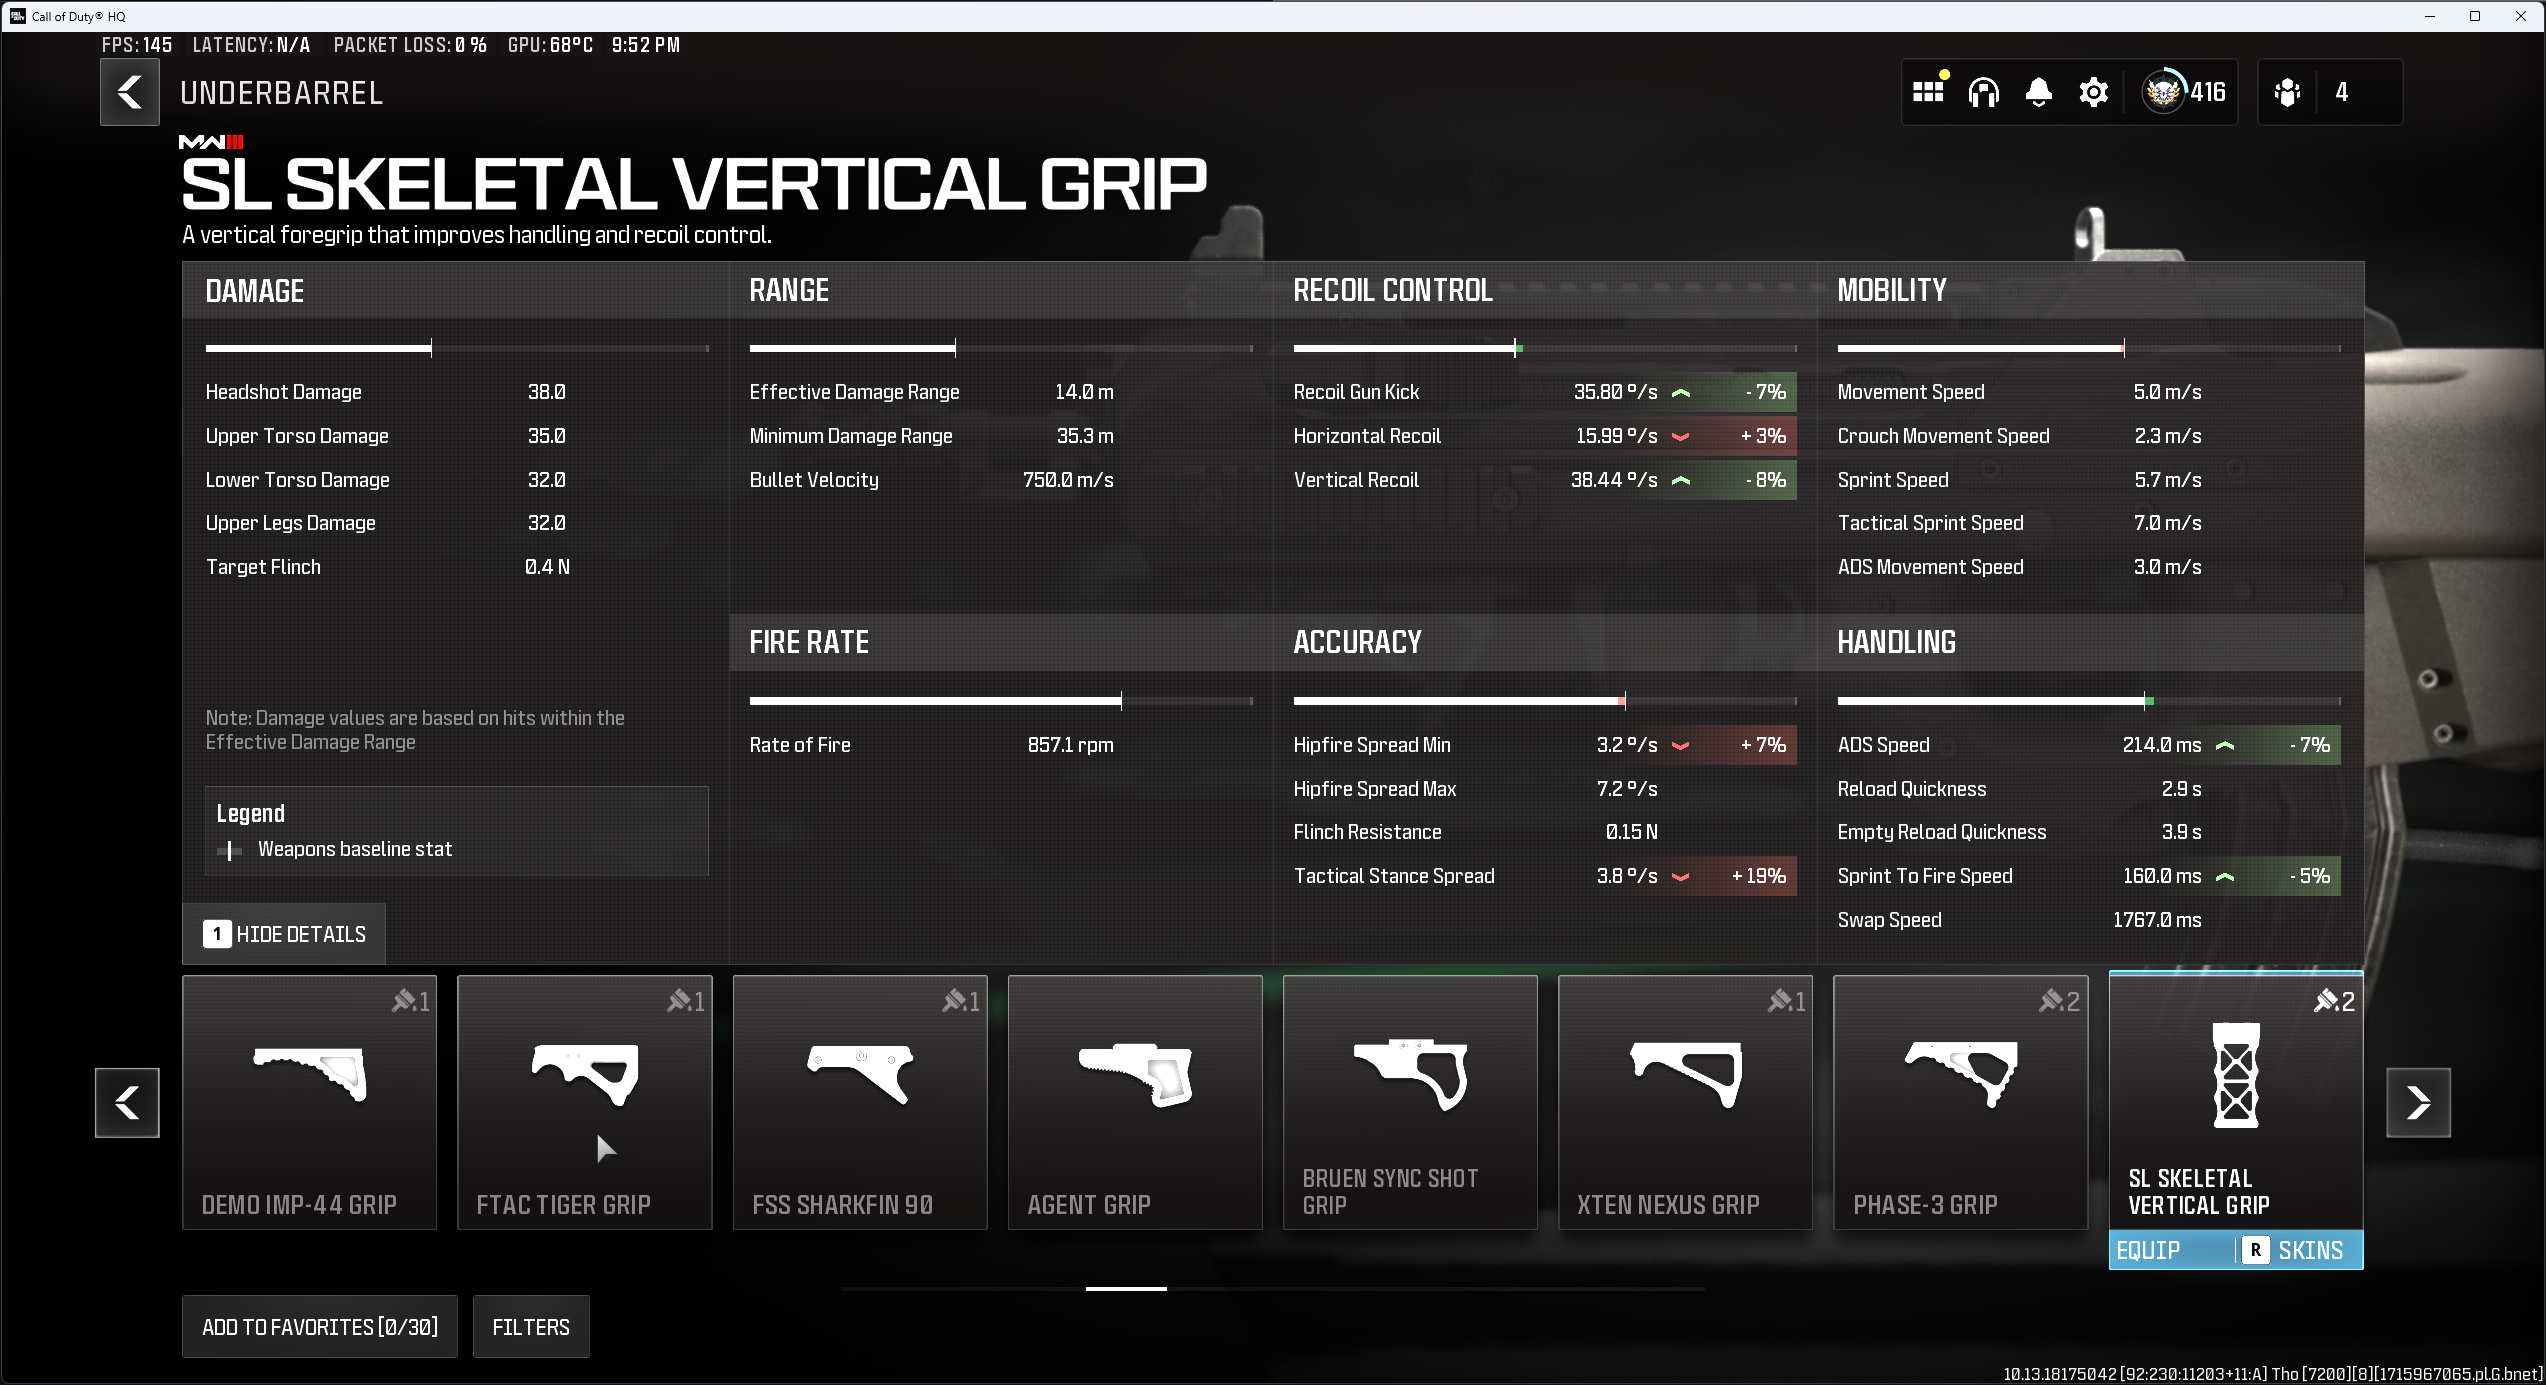 Call of Duty® HQ
FPS: 145 LATENCY: N/A PACKET LOSS: 0 % GPU: 68°C 9:52 PM
UNDERBARREL
416
4
MWIII
SL SKELETAL VERTICAL GRIP
A vertical foregrip that improves handling and recoil control.
DAMAGE
Headshot Damage 38.0
Upper Torso Damage 35.0
Lower Torso Damage 32.0
Upper Legs Damage 32.0
Target Flinch 0.4 N
Note: Damage values are based on hits within the
Effective Damage Range
Legend
Weapons baseline stat
1 HIDE DETAILS
RANGE
Effective Damage Range 14.0 m
Minimum Damage Range 35.3 m
Bullet Velocity 750.0 m/s
FIRE RATE
Rate of Fire 857.1 rpm
RECOIL CONTROL
Recoil Gun Kick 35.80 º/s - 7%
Horizontal Recoil 15.99 º/s + 3%
Vertical Recoil 38.44 º/s - 8%
ACCURACY
Hipfire Spread Min 3.2 º/s + 7%
Hipfire Spread Max 7.2 º/s
Flinch Resistance 0.15 N
Tactical Stance Spread 3.8 º/s + 19%
MOBILITY
Movement Speed 5.0 m/s
Crouch Movement Speed 2.3 m/s
Sprint Speed 5.7 m/s
Tactical Sprint Speed 7.0 m/s
ADS Movement Speed 3.0 m/s
HANDLING
ADS Speed 214.0 ms - 7%
Reload Quickness 2.9 s
Empty Reload Quickness 3.9 s
Sprint To Fire Speed 160.0 ms - 5%
Swap Speed 1767.0 ms
1
DEMO IMP-44 GRIP
1
FTAC TIGER GRIP
1
FSS SHARKFIN 90
AGENT GRIP
BRUEN SYNC SHOT
GRIP
1
XTEN NEXUS GRIP
2
PHASE-3 GRIP
2
SL SKELETAL
VERTICAL GRIP
EQUIP R SKINS
ADD TO FAVORITES [0/30] FILTERS
10.13.18175042 [92:230:11203+11:A] Tho [7200][8][1715967065.pl.G.bnet]